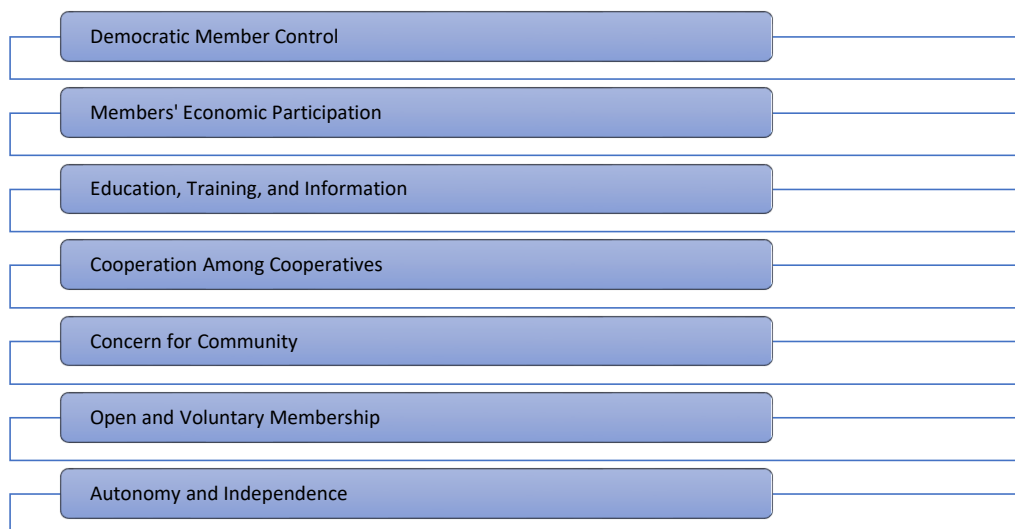 Democratic Member Control
Members' Economic Participation
Education, Training, and Information
Cooperation Among Cooperatives
Concern for Community
Open and Voluntary Membership
Autonomy and Independence